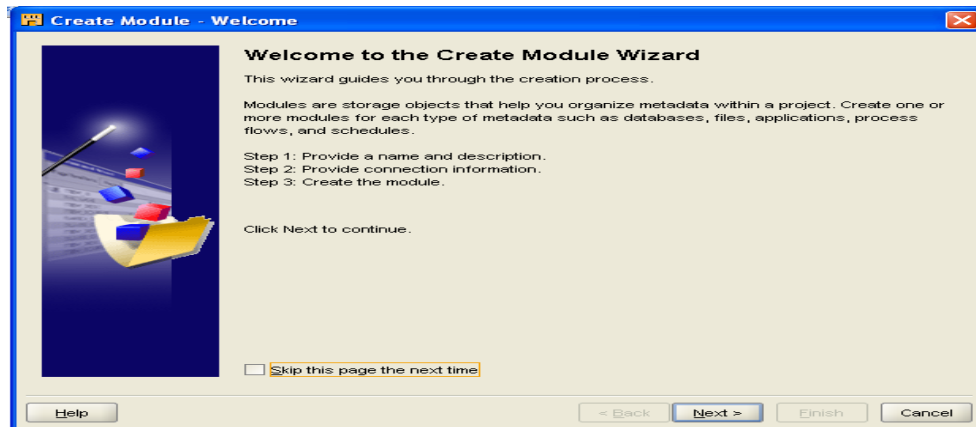 Create Module - Welcome
Welcome to the Create Module Wizard
This wizard guides you through the creation process.
Modules are storage objects that help you organize metadata within a project. Create one or
more modules for each type of metadata such as databases, files, applications, process
flows, and schedules.
Step 1: Provide a name and description.
Step 2: Provide connection information.
Step 3: Create the module.
Click Next to continue.
Skip this page the next time
Help
< Back
Next >
Finish
Cancel